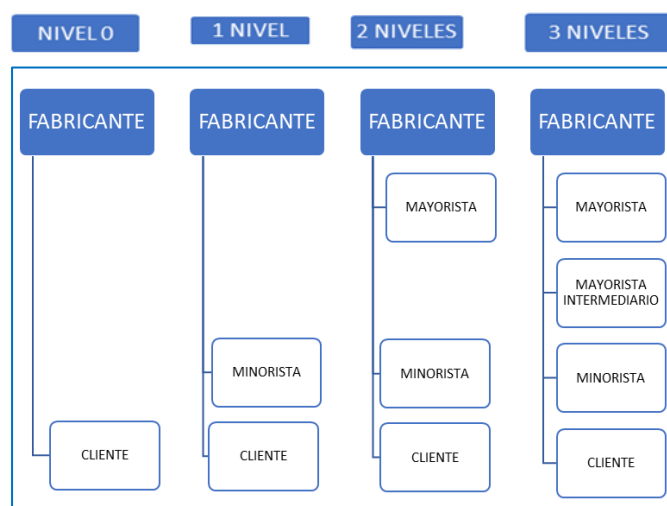 NIVEL 0
1 NIVEL
2 NIVELES
3 NIVELES
FABRICANTE
FABRICANTE
FABRICANTE
FABRICANTE
MAYORISTA
MAYORISTA
MAYORISTA
INTERMEDIARIO
MINORISTA
MINORISTA
MINORISTA
CLIENTE
CLIENTE
CLIENTE
CLIENTE